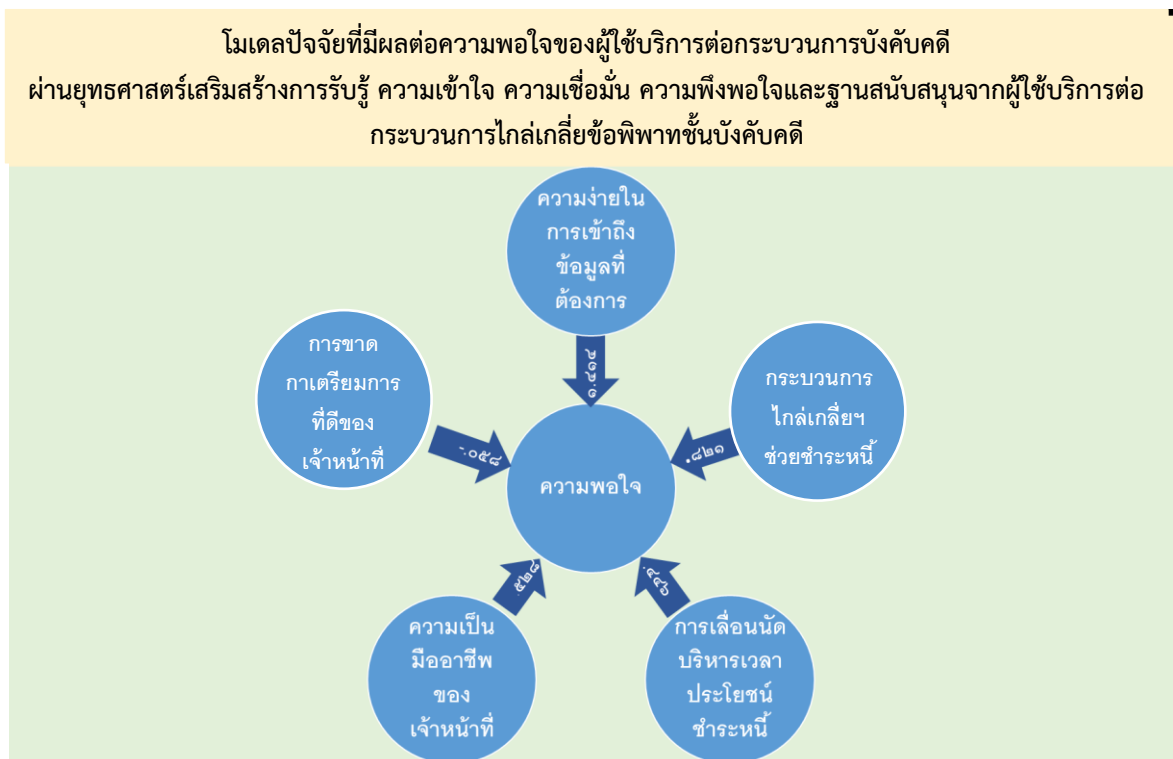 โมเดลปัจจัยที่มีผลต่อความพอใจของผู้ใช้บริการต่อกระบวนการบังคับคดี
ผ่านยุทธศาสตร์เสริมสร้างการรับรู้ ความเข้าใจ ความเชื่อมั่น ความพึงพอใจและฐานสนับสนุนจากผู้ใช้บริการต่อ
กระบวนการไกล่เกลี่ยข้อพิพาทชั้นบังคับคดี
ความง่ายใน
การเข้าถึง
ข้อมูลที่
ต้องการ
๑.๔๑๔
การขาด
กาเตรียมการ
ที่ดีของ
เจ้าหน้าที่
-.๐๕๘
กระบวนการ
ไกล่เกลี่ยฯ
ช่วยชำระหนี้
.๘๒๑
ความพอใจ
ความเป็น
มืออาชีพ
ของ
เจ้าหน้าที่
.๕๒๘
การเลื่อนนัด
บริหารเวลา
ประโยชน์
ชำระหนี้